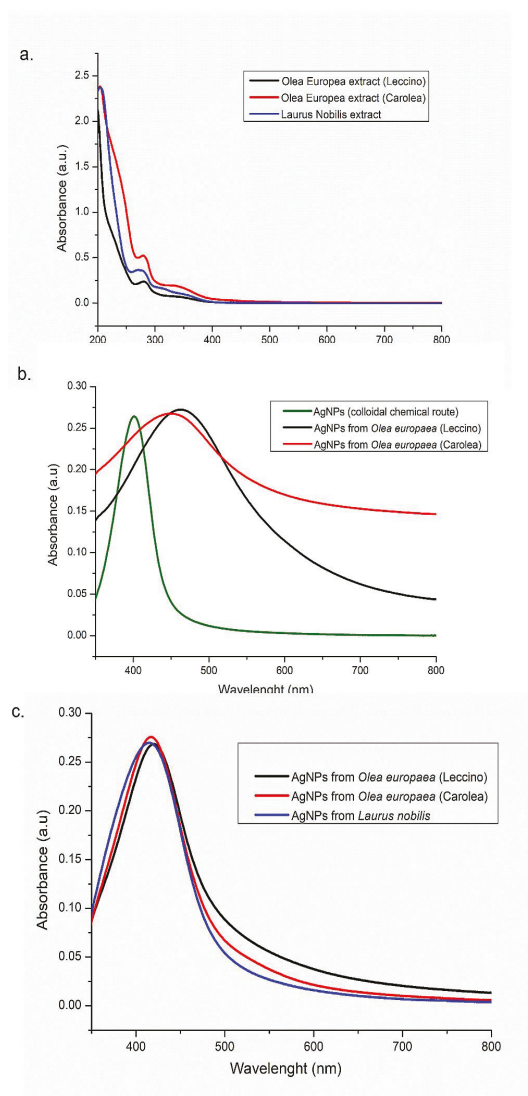 a.
2.5
2.0
1.5
1.0
0.5
0.0
Absorbance (a.u.)
Olea Europea extract (Leccino)
Olea Europea extract (Carolea)
Laurus Nobilis extract
200 300 400 500 600 700 800
b.
0.30
0.25
0.20
0.15
0.10
0.05
0.00
Absorbance (a.u)
AgNPs (colloidal chemical route)
AgNPs from Olea europaea (Leccino)
AgNPs from Olea europaea (Carolea)
400 500 600 700 800
Wavelenght (nm)
c.
0.30
0.25
0.20
0.15
0.10
0.05
0.00
Absorbance (a.u)
AgNPs from Olea europaea (Leccino)
AgNPs from Olea europaea (Carolea)
AgNPs from Laurus nobilis
400 500 600 700 800
Wavelenght (nm)